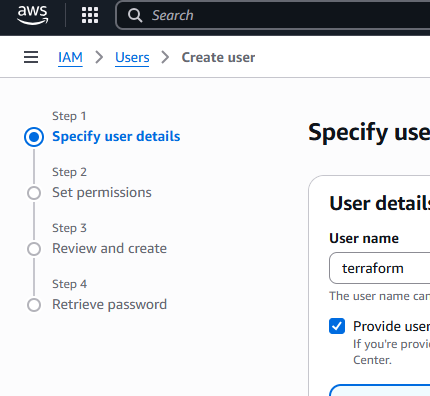 aws
Search
IAM > Users > Create user
Step 1
Specify user details
Step 2
Set permissions
Step 3
Review and create
Step 4
Retrieve password
Specify use
User details
User name
terraform
The user name can
Provide user
If you're provi
Center.